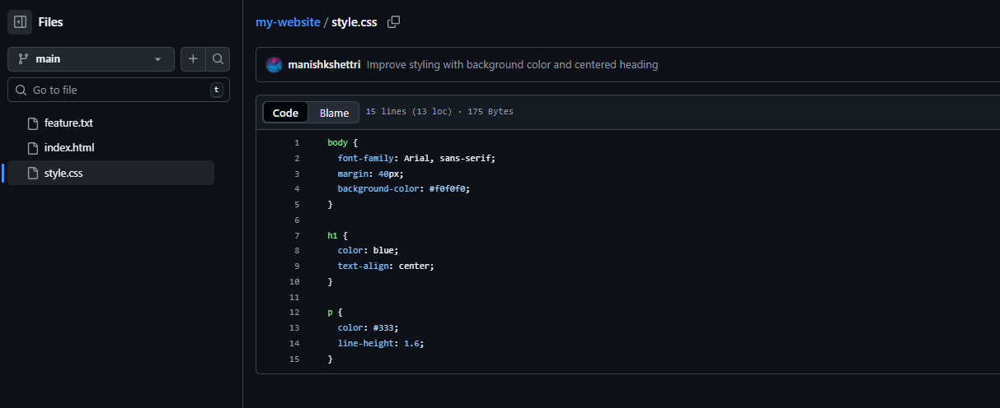 Files
main
Go to file t
feature.txt
index.html
style.css
my-website / style.css
manishkshettri Improve styling with background color and centered heading
Code Blame 15 lines (13 loc) · 175 Bytes
1 body {
2   font-family: Arial, sans-serif;
3   margin: 40px;
4   background-color: #f0f0f0;
5 }
6
7 h1 {
8   color: blue;
9   text-align: center;
10 }
11
12 p {
13   color: #333;
14   line-height: 1.6;
15 }